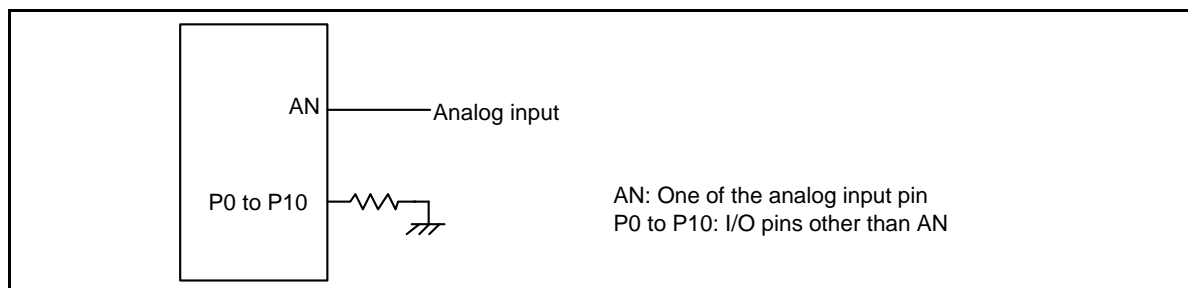 AN
Analog input
P0 to P10
AN: One of the analog input pin
P0 to P10: I/O pins other than AN